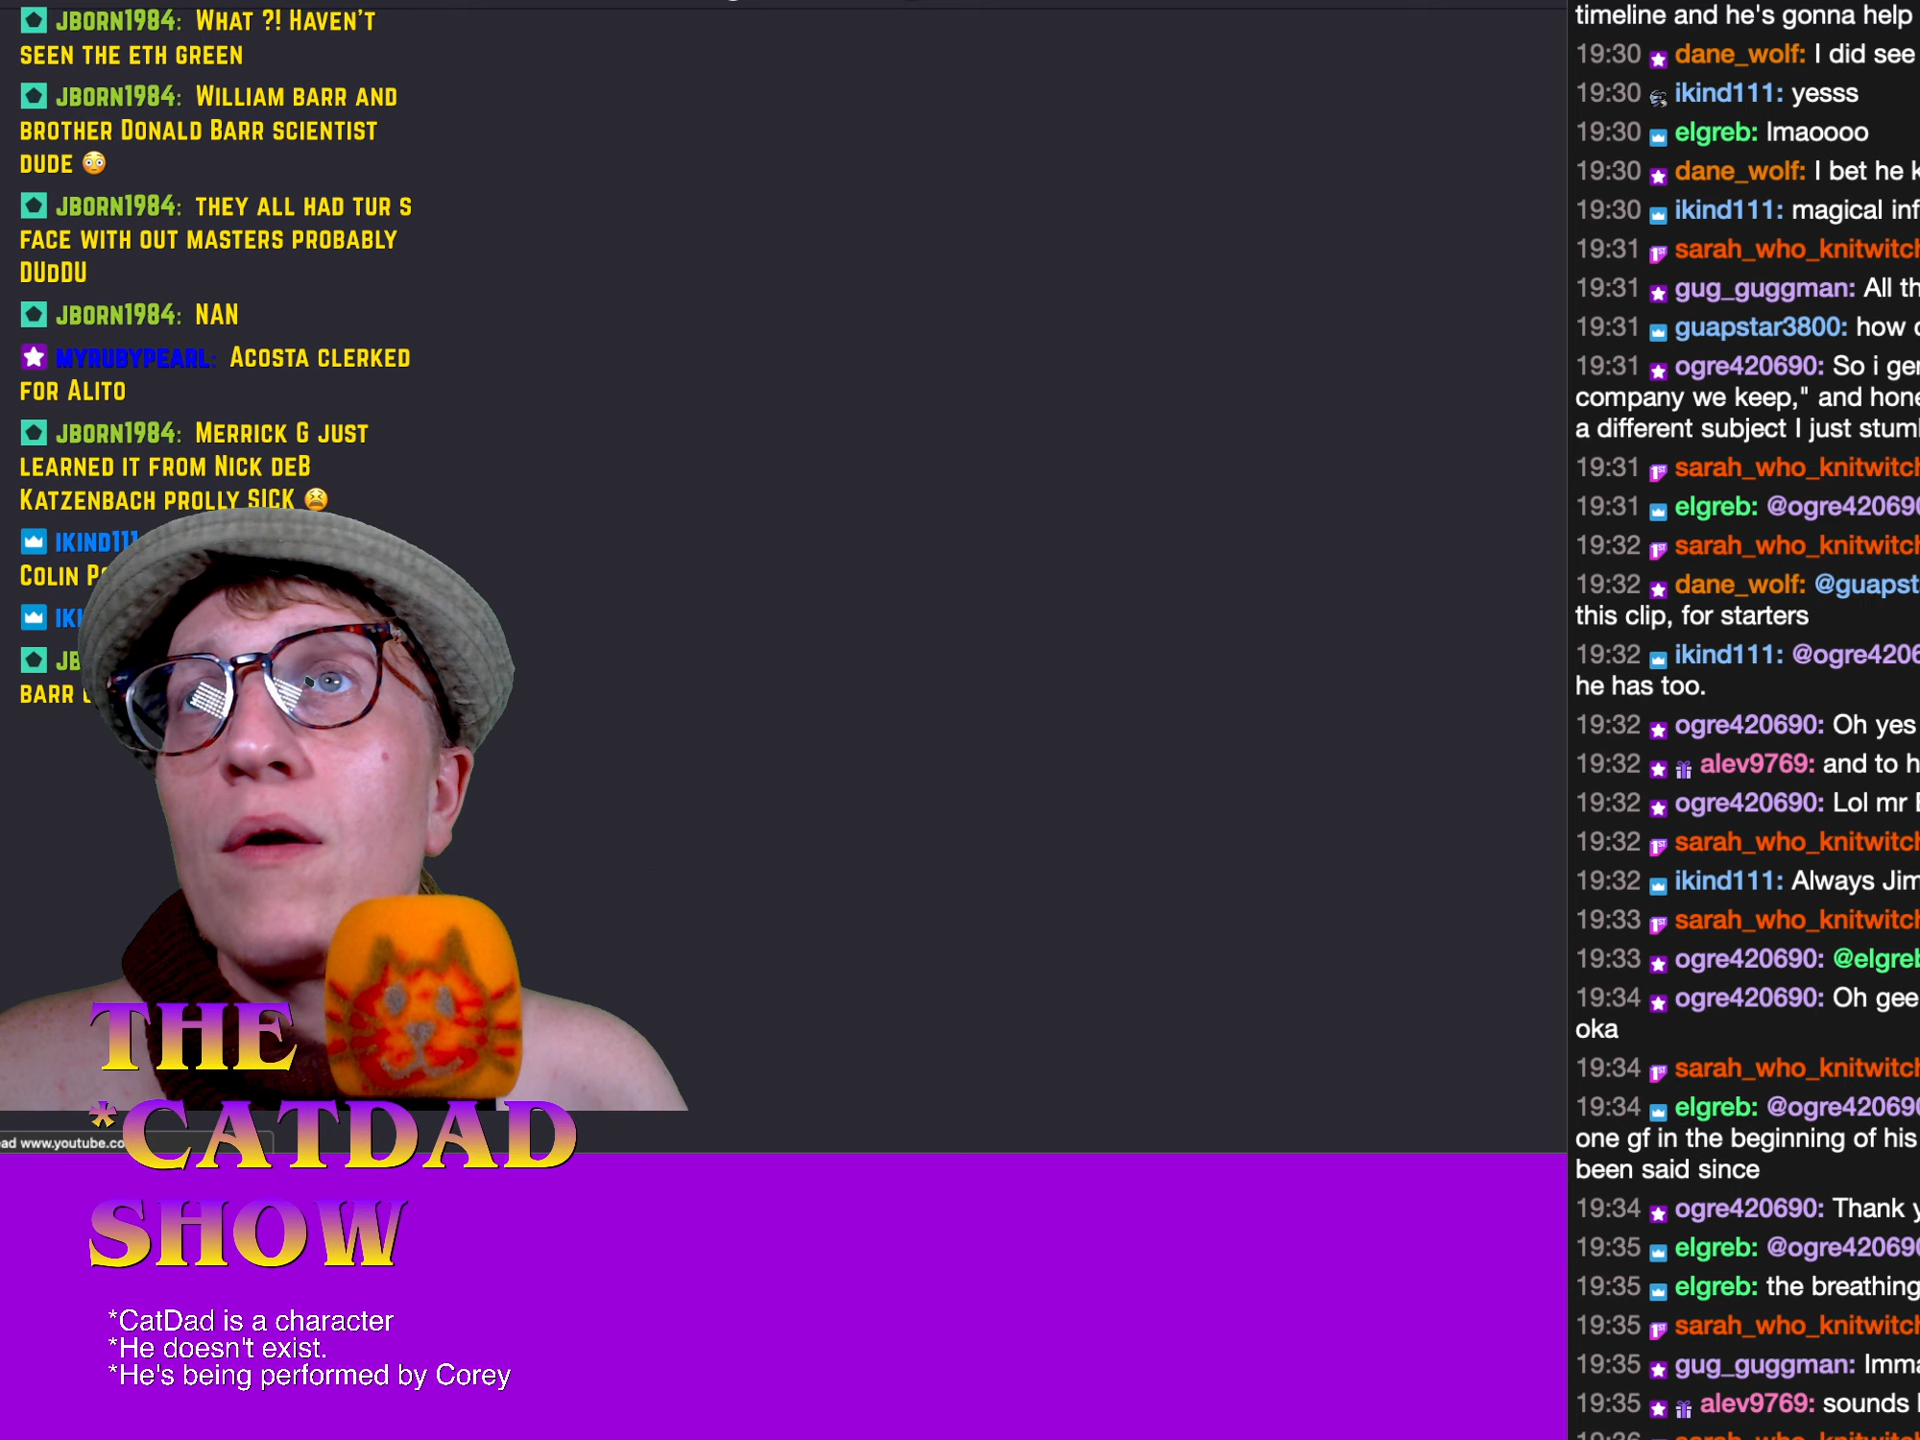 JBORN1984: WHAT ?! HAVEN'T
SEEN THE ETH GREEN
JBORN1984: WILLIAM BARR AND
BROTHER DONALD BARR SCIENTIST
DUDE 😳
JBORN1984: THEY ALL HAD TUR S
FACE WITH OUT MASTERS PROBABLY
DUDDU
JBORN1984: NAN
MYRUBYPEARL: ACOSTA CLERKED
FOR ALITO
JBORN1984: MERRICK G JUST
LEARNED IT FROM NICK DEB
KATZENBACH PROLLY SICK 😫
IKIND111
COLIN
BARR
THE
*CATDAD
SHOW
www.youtube.co
*CatDad is a character
*He doesn't exist.
*He's being performed by Corey
timeline and he's gonna help
19:30 dane_wolf: I did see
19:30 ikind111: yesss
19:30 elgreb: lmaoooo
19:30 dane_wolf: I bet he
19:30 ikind111: magical
19:31 sarah_who_knitwitch
19:31 gug_guggman: All
19:31 guapstar3800: how
19:31 ogre420690: So i
company we keep," and
a different subject I just
19:31 sarah_who_knitwitch
19:31 elgreb: @ogre420690
19:32 sarah_who_knitwitch
19:32 dane_wolf:
this clip, for starters
19:32 ikind111:
he has too.
19:32 ogre420690: Oh yes
19:32 alev9769: and to
19:32 ogre420690: Lol mr
19:32 sarah_who_knitwitch
19:32 ikind111: Always Jim
19:33 sarah_who_knitwitch
19:33 ogre420690: @elgreb
19:34 ogre420690: Oh gee
oka
19:34 sarah_who_knitwitch
19:34 elgreb: @ogre420690
one gf in the beginning of his
been said since
19:34 ogre420690: Thank
19:35 elgreb: @ogre420690
19:35 elgreb: the breathing
19:35 sarah_who_knitwitch
19:35 gug_guggman:
19:35 alev9769: sounds